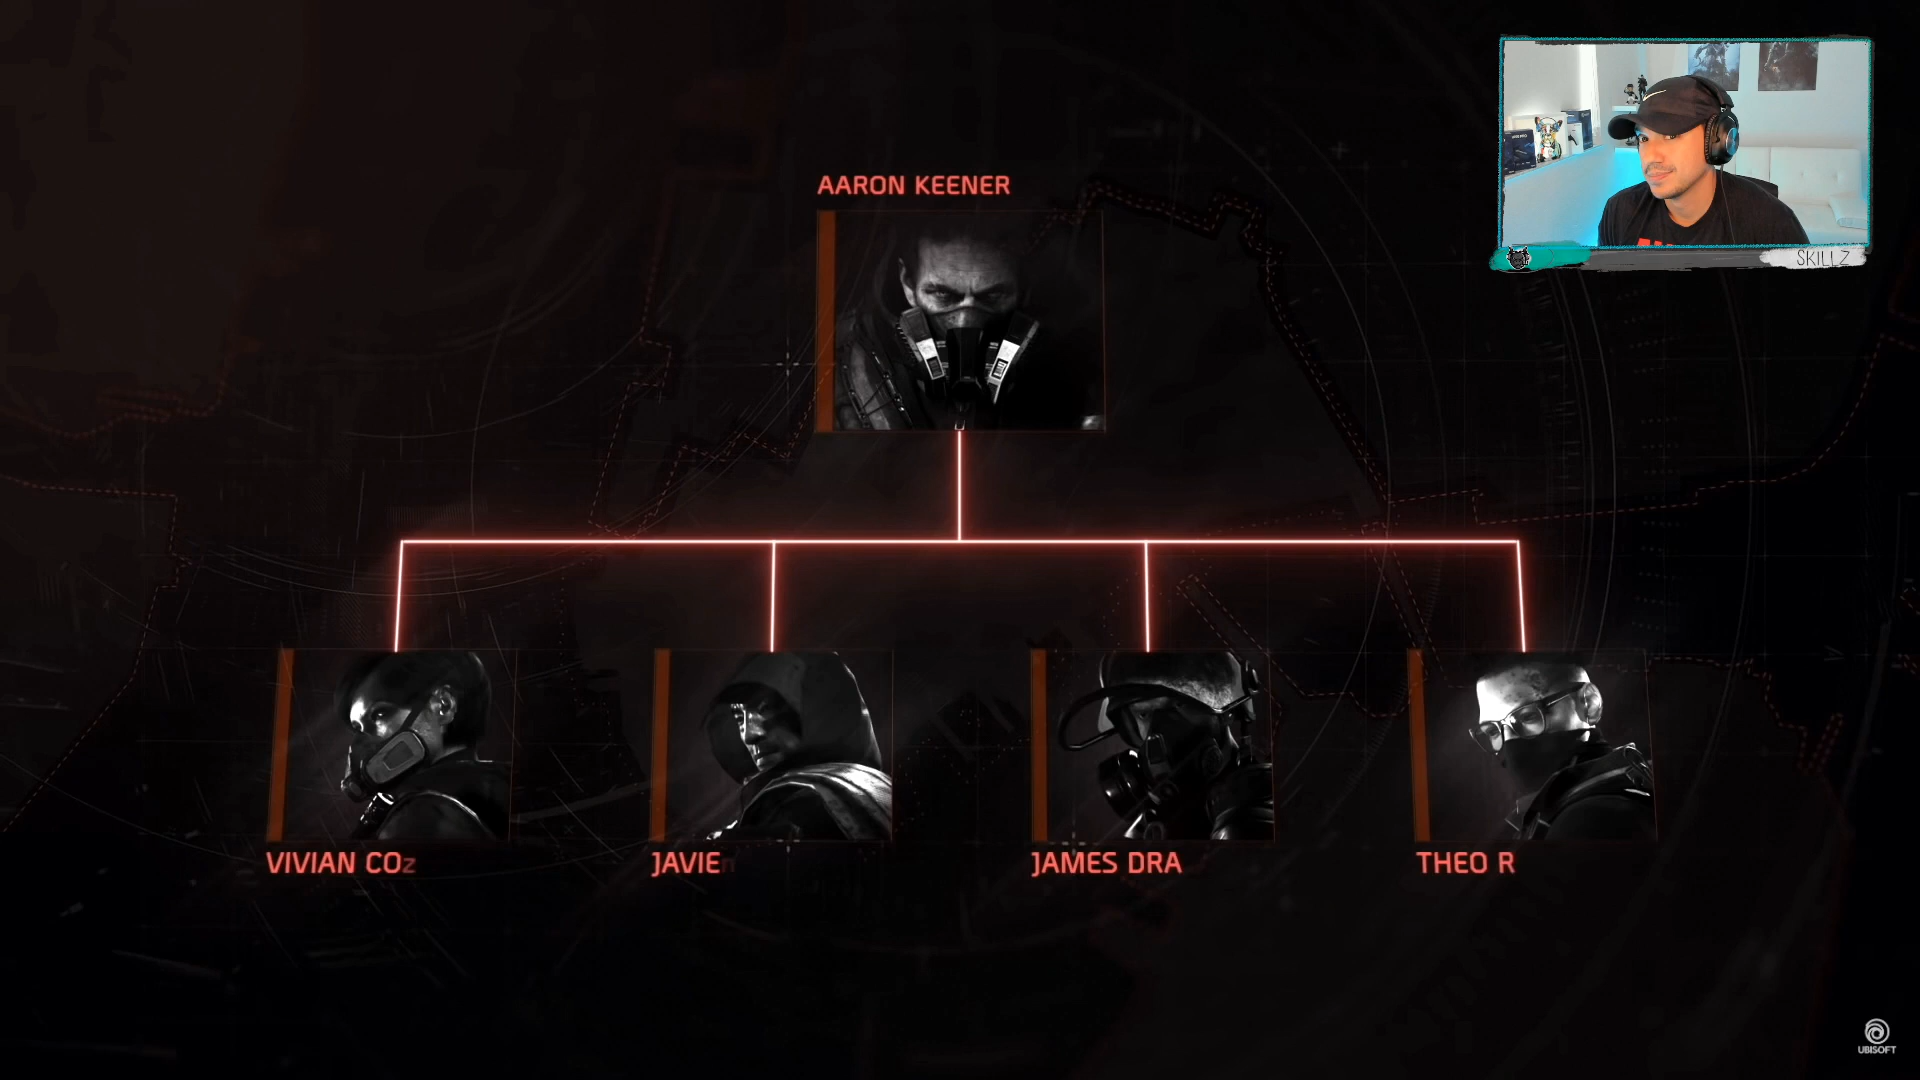 SKILLZ
AARON KEENER
VIVIAN COz
JAVIE
JAMES DRA
THEO R
UBISOFT